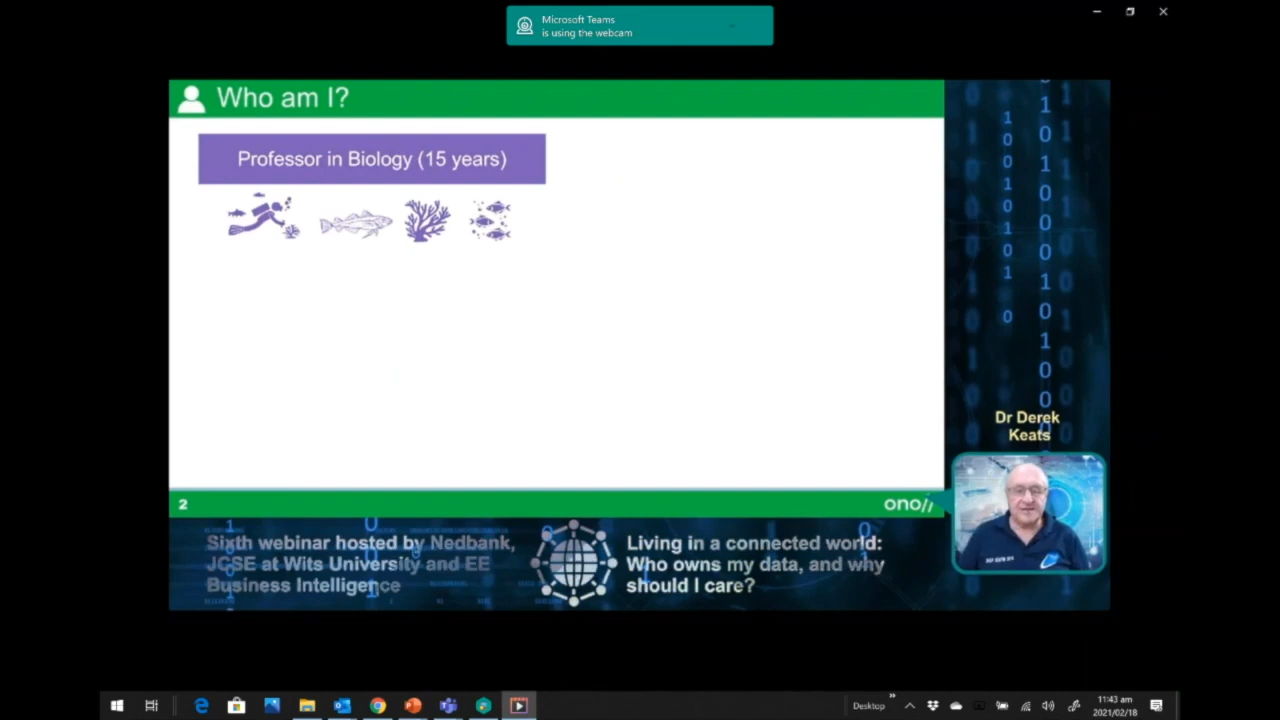 Microsoft Teams
is using the webcam
Who am I?
Professor in Biology (15 years)
Dr Derek
Keats
2
ono//
Sixth webinar hosted by Nedbank,
JCSE at Wits University and EE
Business Intelligence
Living in a connected world:
Who owns my data, and why
should I care?
Desktop
11:43 am
2021/02/18